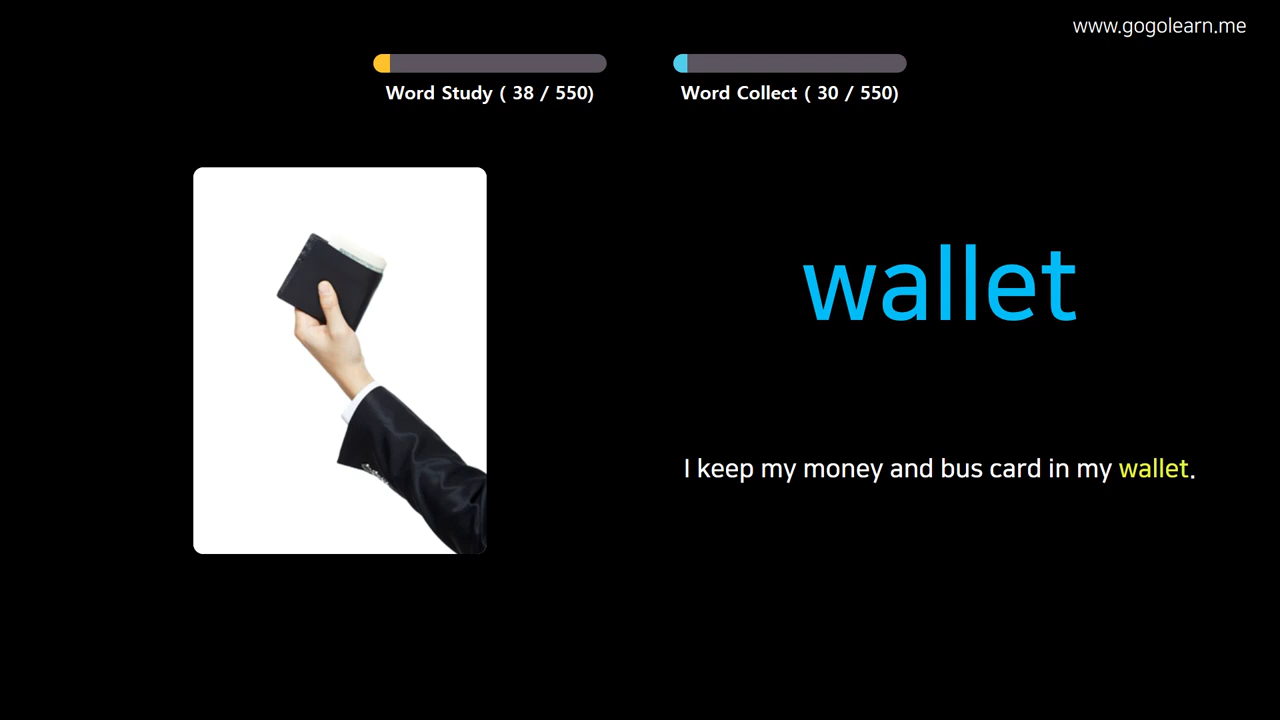 www.gogolearn.me
Word Study ( 38 / 550)
Word Collect ( 30 / 550)
wallet
I keep my money and bus card in my wallet.